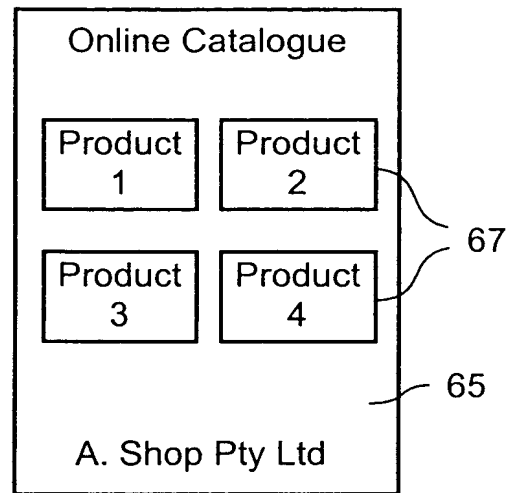 Online Catalogue
Product
1
Product
2
67
Product
3
Product
4
65
A. Shop Pty Ltd